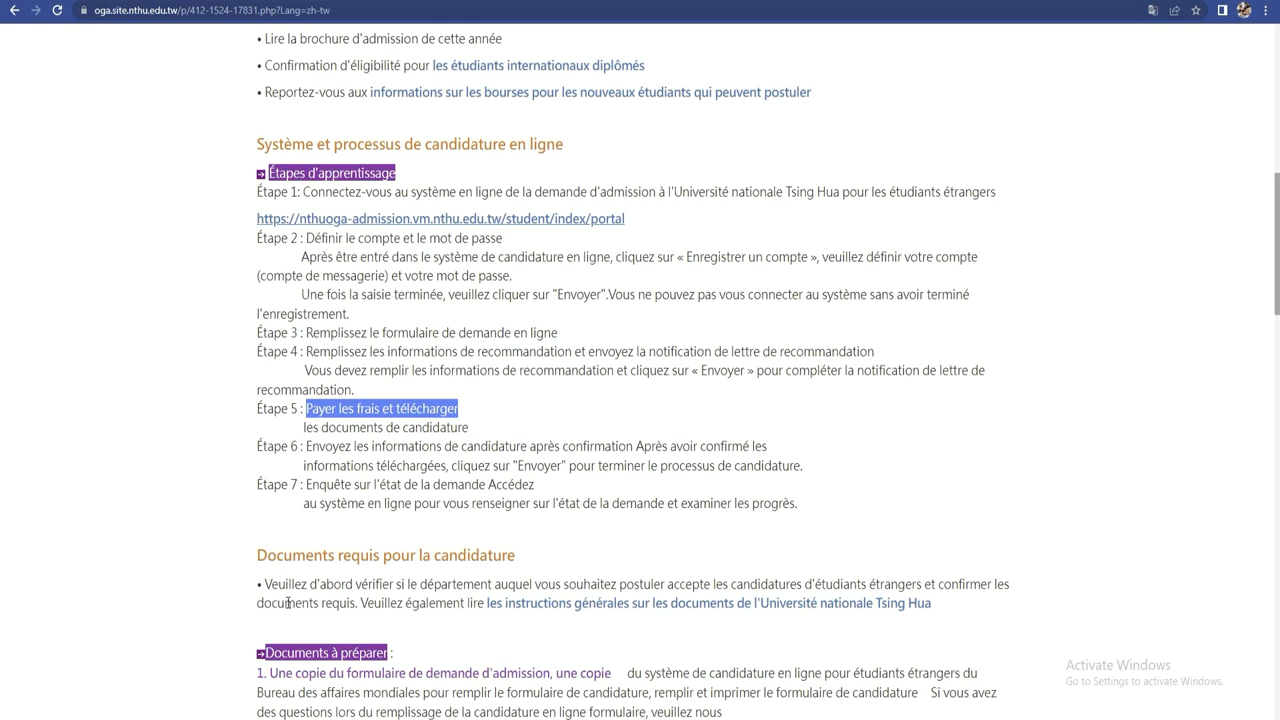 oga.site.nthu.edu.tw/p/412-1524-17831.php?Lang=zh-tw
• Lire la brochure d'admission de cette année
• Confirmation d'éligibilité pour les étudiants internationaux diplômés
• Reportez-vous aux informations sur les bourses pour les nouveaux étudiants qui peuvent postuler
Système et processus de candidature en ligne
Étapes d'apprentissage
Étape 1: Connectez-vous au système en ligne de la demande d'admission à l'Université nationale Tsing Hua pour les étudiants étrangers
https://nthuoga-admission.vm.nthu.edu.tw/student/index/portal
Étape 2 : Définir le compte et le mot de passe
Après être entré dans le système de candidature en ligne, cliquez sur « Enregistrer un compte », veuillez définir votre compte
(compte de messagerie) et votre mot de passe.
Une fois la saisie terminée, veuillez cliquer sur "Envoyer".Vous ne pouvez pas vous connecter au système sans avoir terminé
l'enregistrement.
Étape 3 : Remplissez le formulaire de demande en ligne
Étape 4 : Remplissez les informations de recommandation et envoyez la notification de lettre de recommandation
Vous devez remplir les informations de recommandation et cliquez sur « Envoyer » pour compléter la notification de lettre de
recommandation.
Étape 5 : Payer les frais et télécharger
les documents de candidature
Étape 6 : Envoyez les informations de candidature après confirmation Après avoir confirmé les
informations téléchargées, cliquez sur "Envoyer" pour terminer le processus de candidature.
Étape 7 : Enquête sur l'état de la demande Accédez
au système en ligne pour vous renseigner sur l'état de la demande et examiner les progrès.
Documents requis pour la candidature
• Veuillez d'abord vérifier si le département auquel vous souhaitez postuler accepte les candidatures d'étudiants étrangers et confirmer les
documents requis. Veuillez également lire les instructions générales sur les documents de l'Université nationale Tsing Hua
Documents à préparer :
1. Une copie du formulaire de demande d'admission, une copie du système de candidature en ligne pour étudiants étrangers du
Bureau des affaires mondiales pour remplir le formulaire de candidature, remplir et imprimer le formulaire de candidature Si vous avez
des questions lors du remplissage de la candidature en ligne formulaire, veuillez nous
Activate Windows
Go to Settings to activate Windows.